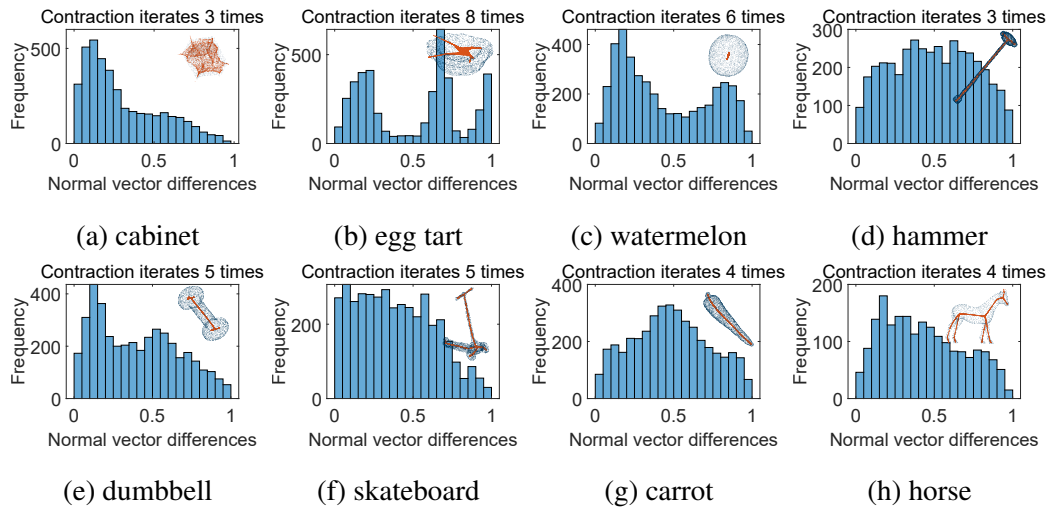 Contraction iterates 3 times
500
0
Frequency
0
0.5
1
Normal vector differences
(a) cabinet
Contraction iterates 8 times
500
0
Frequency
0
0.5
1
Normal vector differences
(b) egg tart
Contraction iterates 6 times
400
200
0
Frequency
0
0.5
1
Normal vector differences
(c) watermelon
Contraction iterates 3 times
300
200
100
0
Frequency
0
0.5
1
Normal vector differences
(d) hammer
Contraction iterates 5 times
400
200
0
Frequency
0
0.5
1
Normal vector differences
(e) dumbbell
Contraction iterates 5 times
200
0
Frequency
0
0.5
1
Normal vector differences
(f) skateboard
Contraction iterates 4 times
400
200
0
Frequency
0
0.5
1
Normal vector differences
(g) carrot
Contraction iterates 4 times
200
100
0
Frequency
0
0.5
1
Normal vector differences
(h) horse